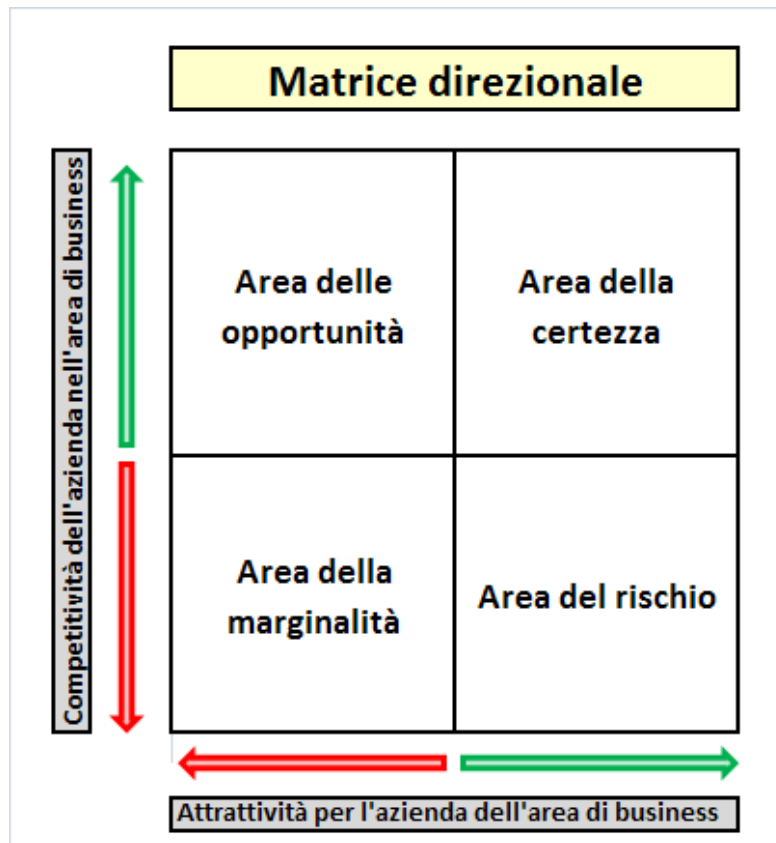 Matrice direzionale
Competitività dell'azienda nell'area di business
Area delle
opportunità
Area della
certezza
Area della
marginalità
Area del rischio
Attrattività per l'azienda dell'area di business